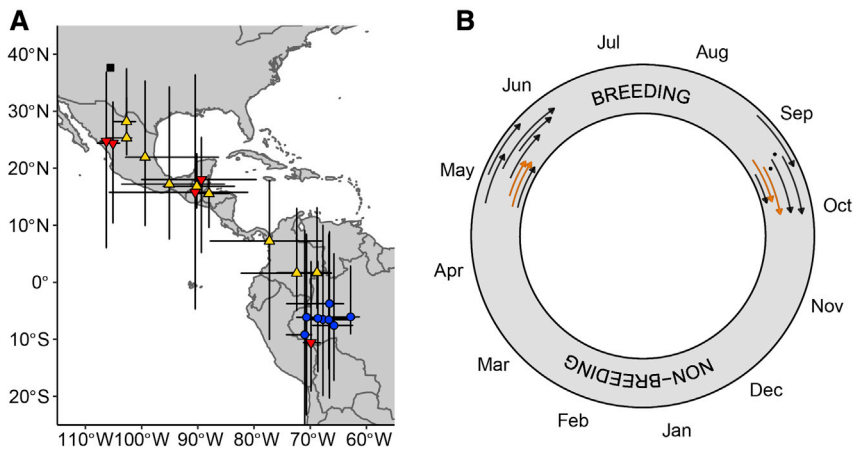 A
40°N
30°N
20°N
10°N
0°
10°S
20°S
110°W 100°W 90°W 80°W 70°W 60°W
B
Jul
Aug
Jun
Sep
BREEDING
May
Oct
Apr
Nov
Mar
Dec
NON-BREEDING
Feb
Jan